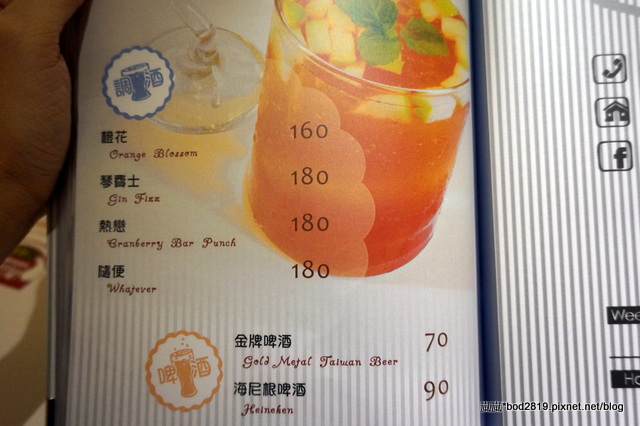 調酒
橙花
Orange Blossom
160
琴費士
Gin Fizz
180
熱戀
Cranberry Bar Punch
180
隨便
Whatever
180
啤酒
金牌啤酒
70
Gold Metal Taiwan Beer
海尼根啤酒
90
Heineken
Wee
Ho
bod2819.pixnet.net/blog